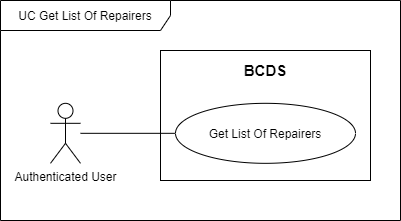 UC Get List Of Repairers
BCDS
Get List Of Repairers
Authenticated User